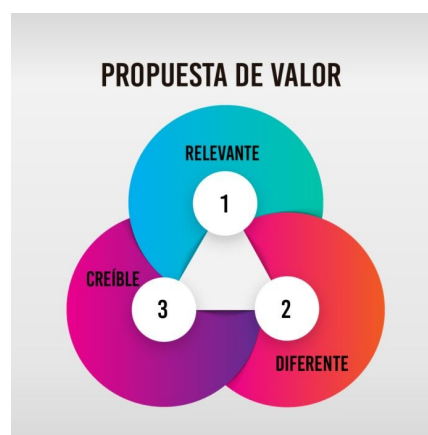 PROPUESTA DE VALOR
RELEVANTE
1
CREÍBLE
3
2
DIFERENTE